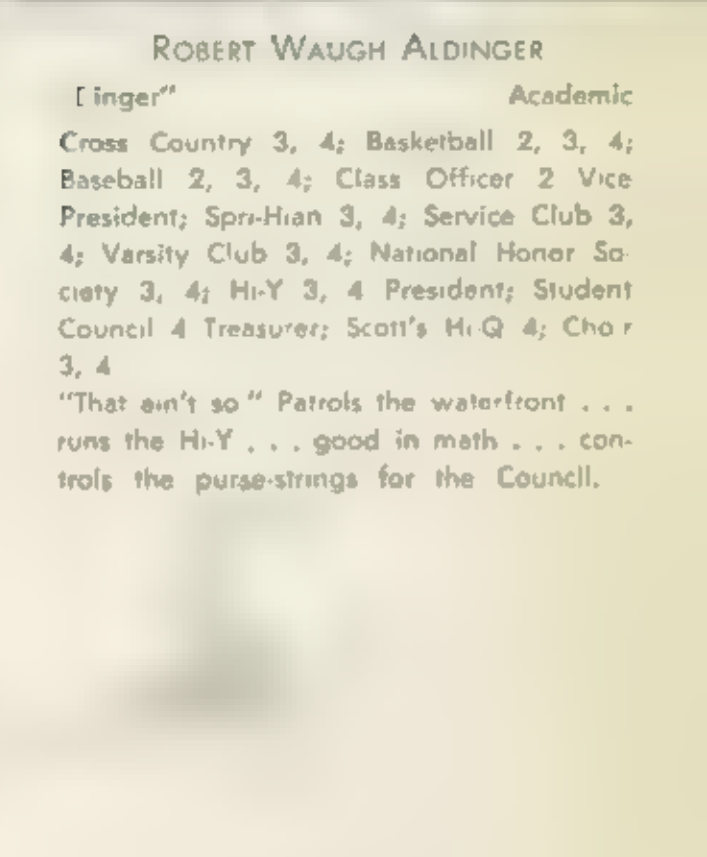 ROBERT WAUGH ALDINGER
Academic
Cross Country 3, 4; Basketball 2, 3, 4;
Baseball 2, 3, 4; Class Officer 2 Vice
President; Spri-Hian 3, 4; Service Club 3,
4; Varsity Club 3, 4; National Honor So-
ciety 3, 4; Hi-Y 3, 4 President; Student
Council 4 Treasurer; Scott's Hi-Q 4; Choir
3, 4
"That ain't so" Patrols the waterfront . . .
runs the Hi-Y . . . good in math . . . con-
trols the purse-strings for the Council.